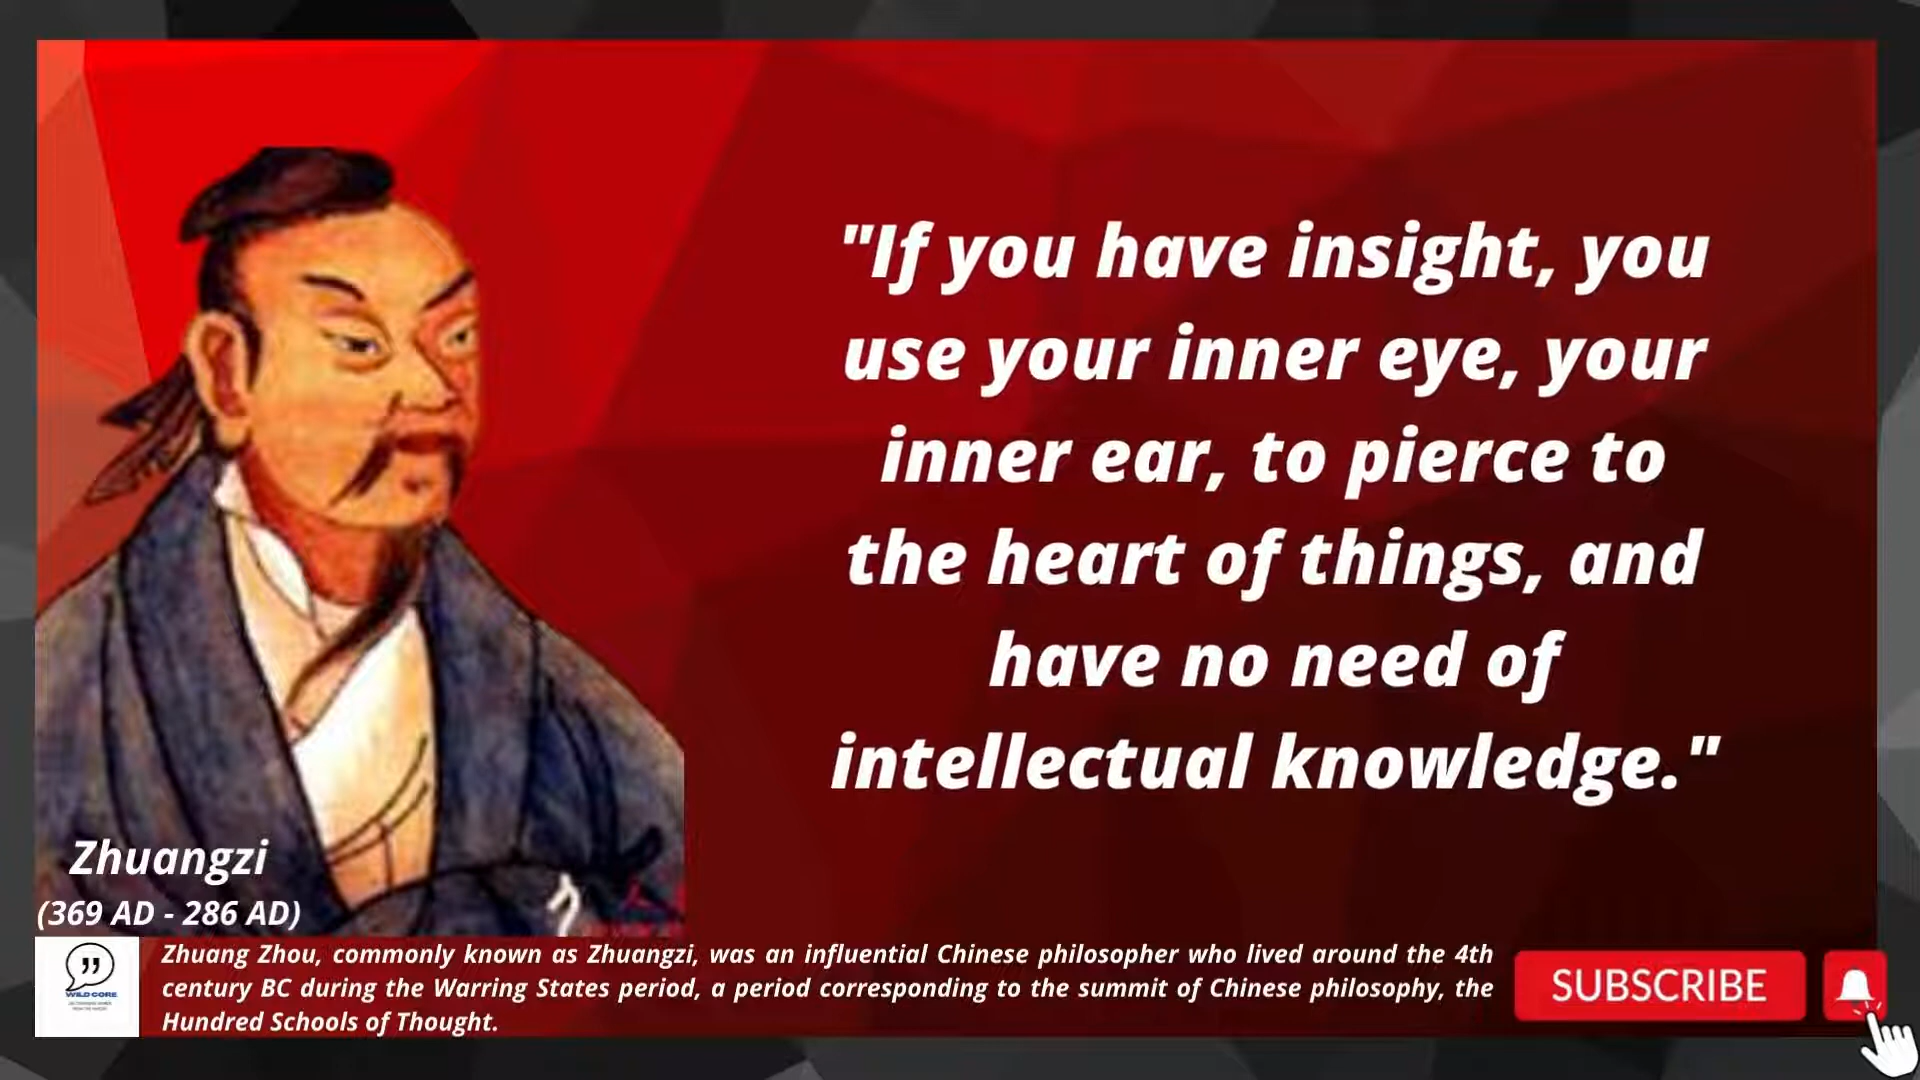 "If you have insight, you
use your inner eye, your
inner ear, to pierce to
the heart of things, and
have no need of
intellectual knowledge."
Zhuangzi
(369 AD - 286 AD)
WILD CORE
Zhuang Zhou, commonly known as Zhuangzi, was an influential Chinese philosopher who lived around the 4th
century BC during the Warring States period, a period corresponding to the summit of Chinese philosophy, the
Hundred Schools of Thought.
SUBSCRIBE